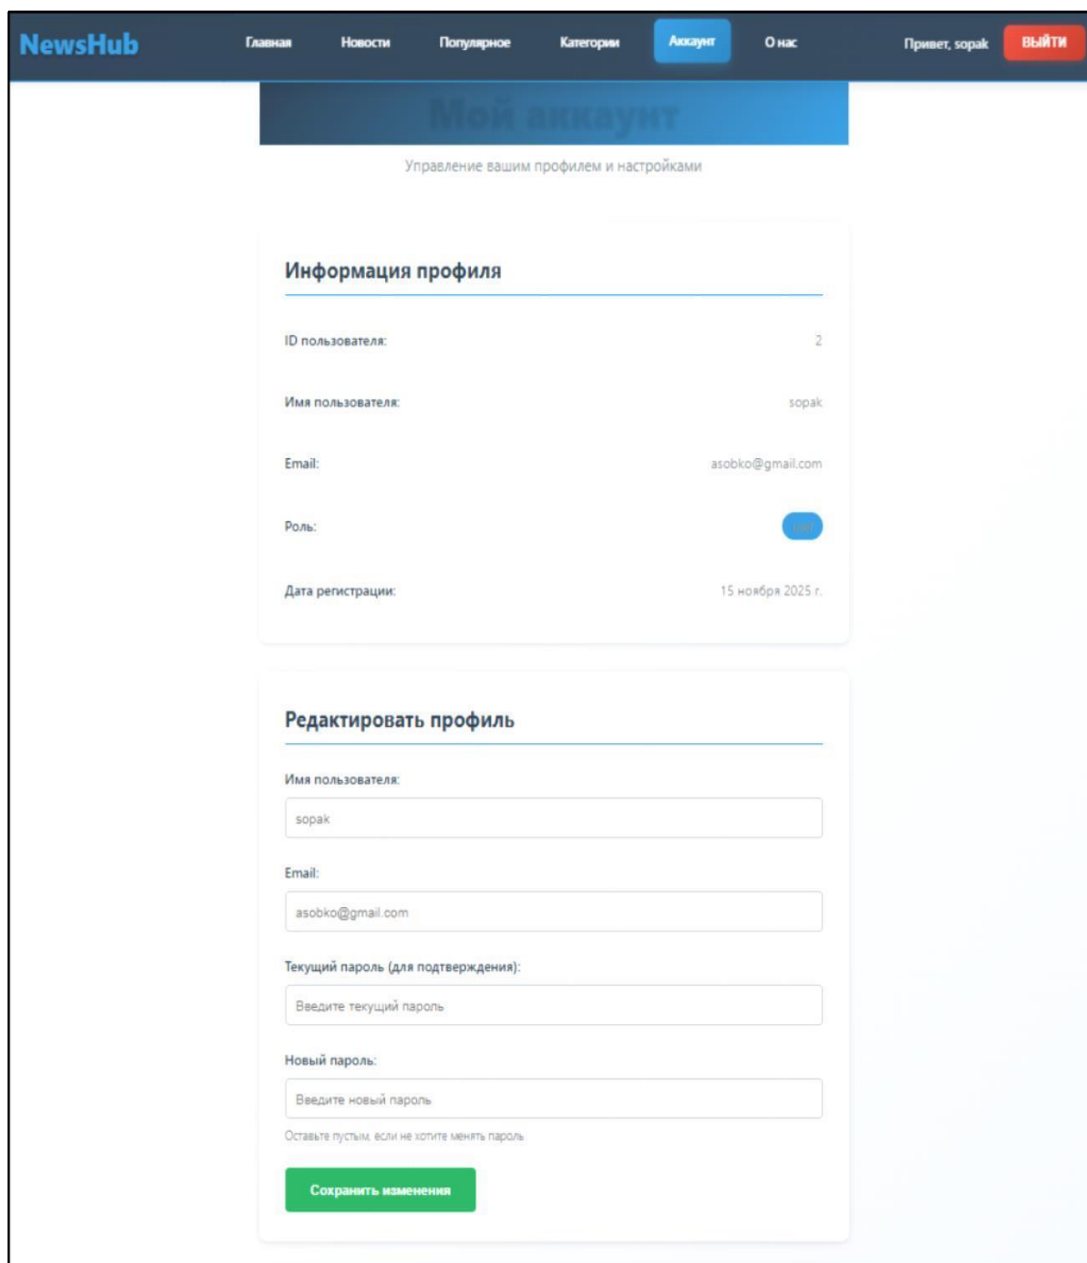 NewsHub
Главная Новости Популярное Категории Аккаунт О нас Привет, sopak ВЫЙТИ
Мой аккаунт
Управление вашим профилем и настройками
Информация профиля
ID пользователя: 2
Имя пользователя: sopak
Email: asobko@gmail.com
Роль:
Дата регистрации: 15 ноября 2025 г.
Редактировать профиль
Имя пользователя:
sopak
Email:
asobko@gmail.com
Текущий пароль (для подтверждения):
Введите текущий пароль
Новый пароль:
Введите новый пароль
Оставьте пустым, если не хотите менять пароль
Сохранить изменения